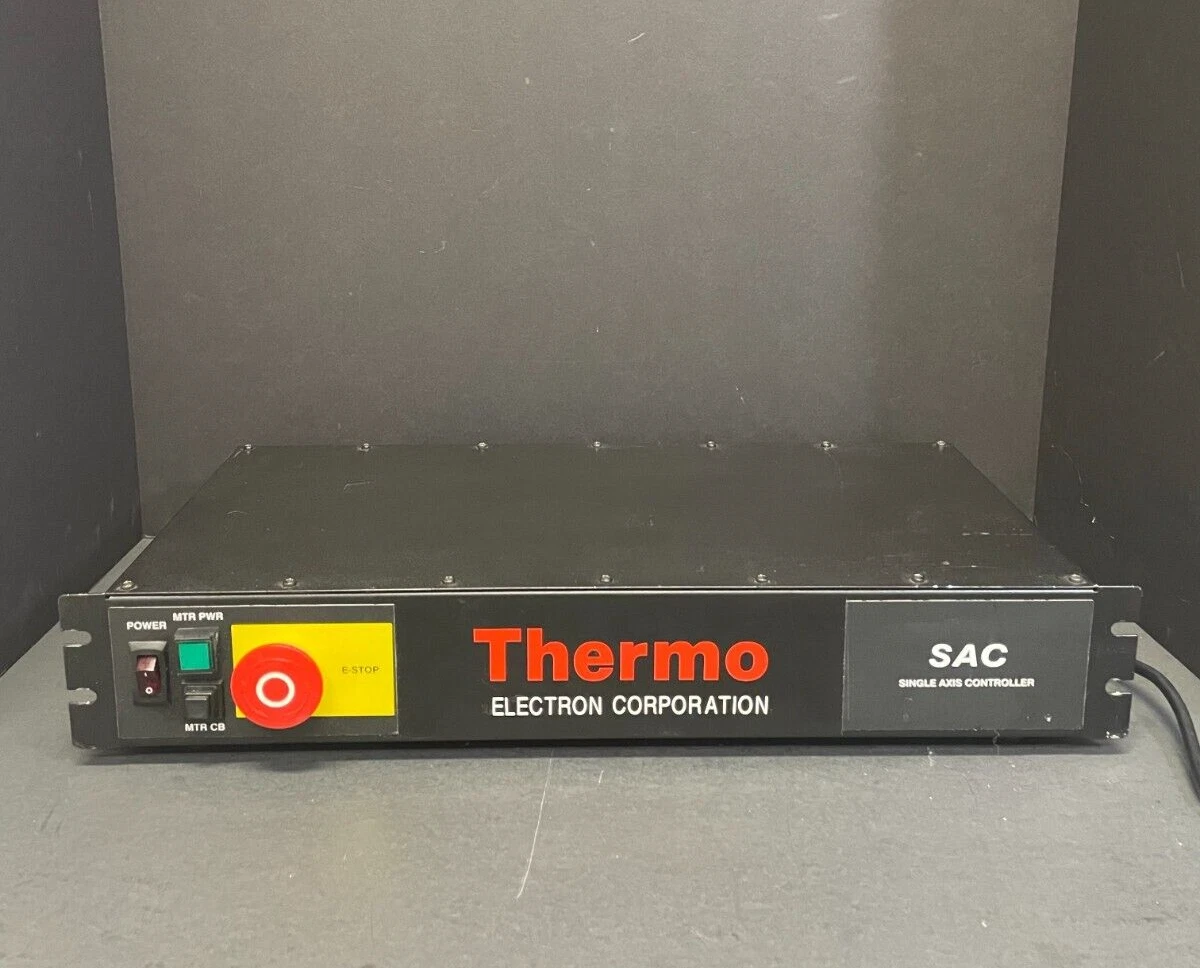 MTR PWR
POWER
E-STOP
MTR CB
Thermo
ELECTRON CORPORATION
SAC
SINGLE AXIS CONTROLLER